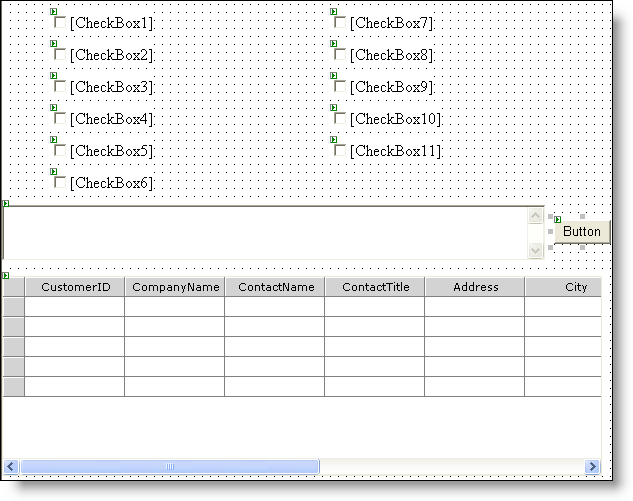 [CheckBox1] [CheckBox7]
[CheckBox2] [CheckBox8]
[CheckBox3] [CheckBox9]
[CheckBox4] [CheckBox10]
[CheckBox5] [CheckBox11]
[CheckBox6]
Button
CustomerID CompanyName ContactName ContactTitle Address City